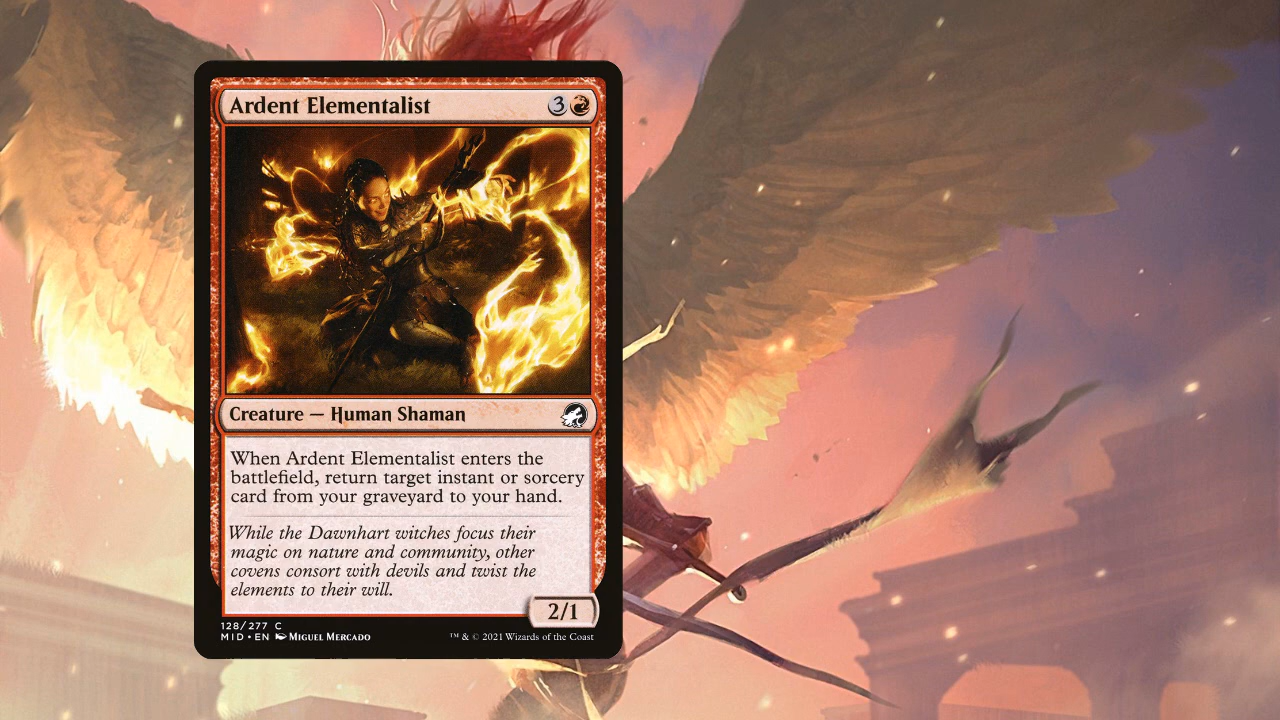 Ardent Elementalist 3
Creature — Human Shaman
When Ardent Elementalist enters the
battlefield, return target instant or sorcery
card from your graveyard to your hand.
While the Dawnhart witches focus their
magic on nature and community, other
covens consort with devils and twist the
elements to their will.
2/1
128/277 C
MID • EN Miguel Mercado ™ & © 2021 Wizards of the Coast